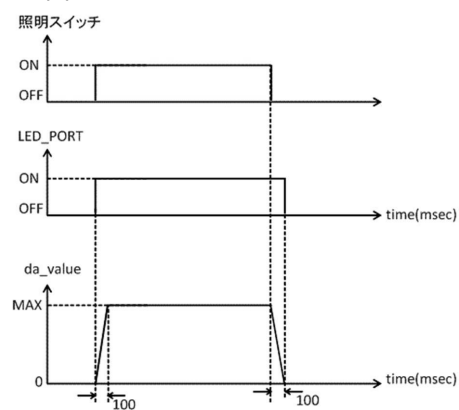 照明スイッチ
ON
OFF
LED_PORT
ON
OFF
time(msec)
da_value
MAX
0
time(msec)
100
100